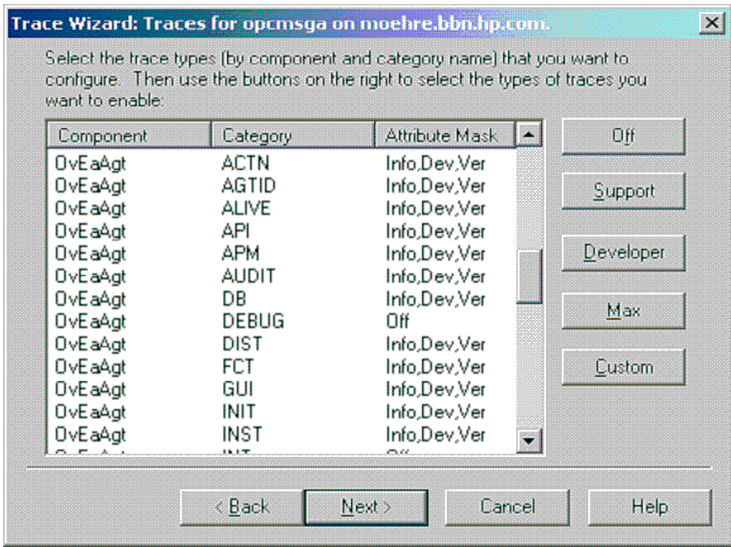 Trace Wizard: Traces for opcmsga on moehre.bbn.hp.com.
Select the trace types (by component and category name) that you want to
configure. Then use the buttons on the right to select the types of traces you
want to enable:
Component Category Attribute Mask
OvEaAgt ACTN Info,Dev,Ver
OvEaAgt AGTID Info,Dev,Ver
OvEaAgt ALIVE Info,Dev,Ver
OvEaAgt API Info,Dev,Ver
OvEaAgt APM Info,Dev,Ver
OvEaAgt AUDIT Info,Dev,Ver
OvEaAgt DB Info,Dev,Ver
OvEaAgt DEBUG Off
OvEaAgt DIST Info,Dev,Ver
OvEaAgt FCT Info,Dev,Ver
OvEaAgt GUI Info,Dev,Ver
OvEaAgt INIT Info,Dev,Ver
OvEaAgt INST Info,Dev,Ver
Off
Support
Developer
Max
Custom
< Back
Next >
Cancel
Help